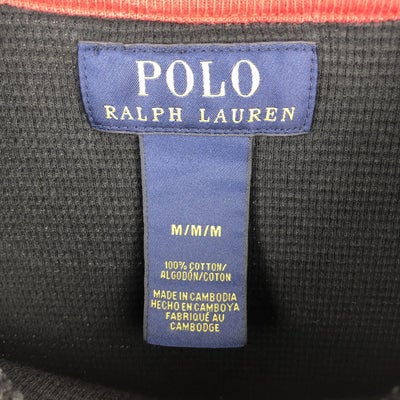 POLO
RALPH LAUREN
M/M/M
100% COTTON/
ALGODÓN/COTON
MADE IN CAMBODIA
HECHO EN CAMBOYA
FABRIQUÉ AU
CAMBODGE